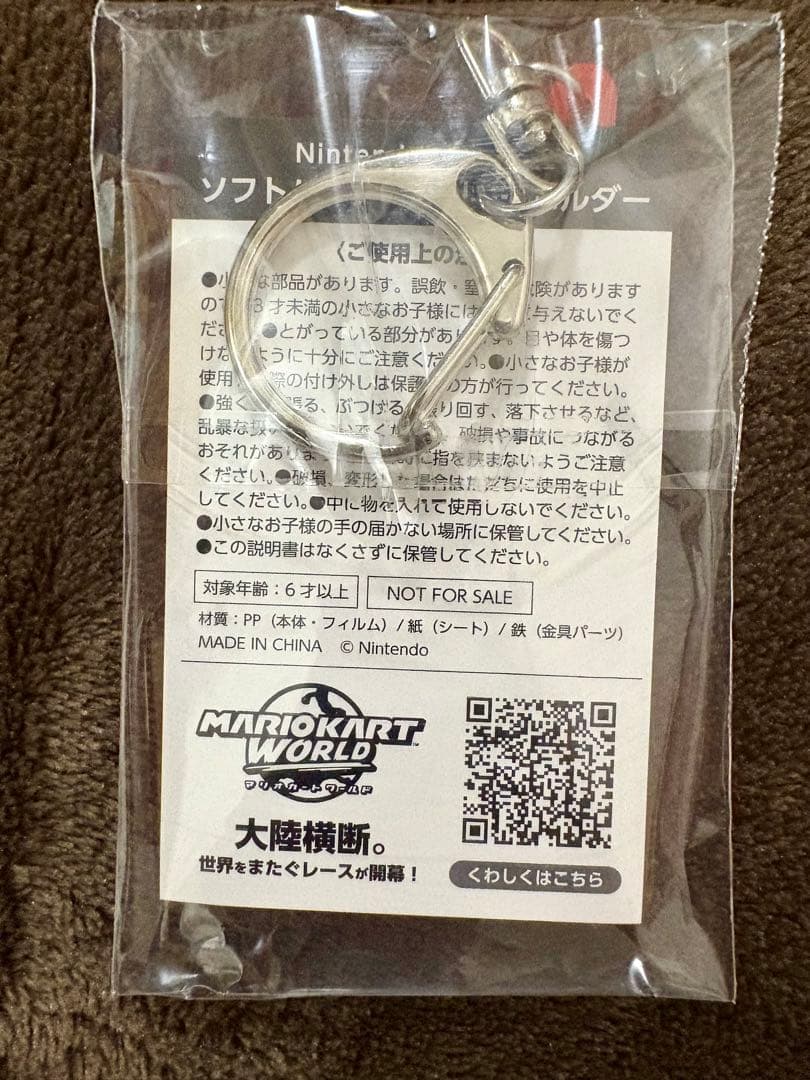 Ninten
ソフト ルダー
〈ご使用上の
な部品があります。誤飲・ 険があります
ので 3才未満の小さなお子様には 与えないでく
ださ ●とがっている部分があ 目や体を傷つ
けな ように十分にご注意ください。●小さなお子様が
使用 際の付け外しは保護 の方が行ってください。
●強く 張る、ぶつける 振り回す、落下させるなど、
乱暴な扱 でくだ 破損や事故につながる
おそれがありま に指を挟まないようご注意
ください。●破損、変形した場合はただちに使用を中止
してください。●中に物を入れて使用しないでください。
●小さなお子様の手の届かない場所に保管してください。
●この説明書はなくさずに保管してください。
対象年齢：6才以上 NOT FOR SALE
材質：PP（本体・フィルム）/ 紙（シート）/ 鉄（金具パーツ）
MADE IN CHINA © Nintendo
MARIOKART
WORLD
マリオカート ワールド
大陸横断。
世界をまたぐレースが開幕！
くわしくはこちら